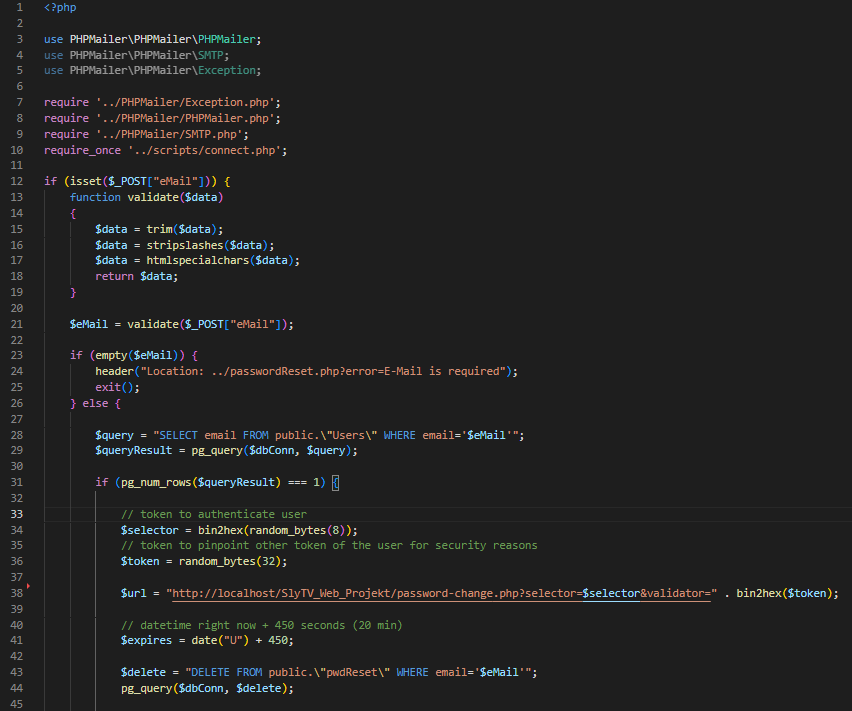 1 <?php
2
3 use PHPMailer\PHPMailer\PHPMailer;
4 use PHPMailer\PHPMailer\SMTP;
5 use PHPMailer\PHPMailer\Exception;
6
7 require '../PHPMailer/Exception.php';
8 require '../PHPMailer/PHPMailer.php';
9 require '../PHPMailer/SMTP.php';
10 require_once '../scripts/connect.php';
11
12 if (isset($_POST["eMail"])) {
13     function validate($data)
14     {
15         $data = trim($data);
16         $data = stripslashes($data);
17         $data = htmlspecialchars($data);
18         return $data;
19     }
20
21     $eMail = validate($_POST["eMail"]);
22
23     if (empty($eMail)) {
24         header("Location: ../passwordReset.php?error=E-Mail is required");
25         exit();
26     } else {
27
28         $query = "SELECT email FROM public.\"Users\" WHERE email='$eMail'";
29         $queryResult = pg_query($dbConn, $query);
30
31         if (pg_num_rows($queryResult) === 1) {
32
33             // token to authenticate user
34             $selector = bin2hex(random_bytes(8));
35             // token to pinpoint other token of the user for security reasons
36             $token = random_bytes(32);
37
38             $url = "http://localhost/SlyTV_Web_Projekt/password-change.php?selector=$selector&validator=" . bin2hex($token);
39
40             // datetime right now + 450 seconds (20 min)
41             $expires = date("U") + 450;
42
43             $delete = "DELETE FROM public.\"pwdReset\" WHERE email='$eMail'";
44             pg_query($dbConn, $delete);
45